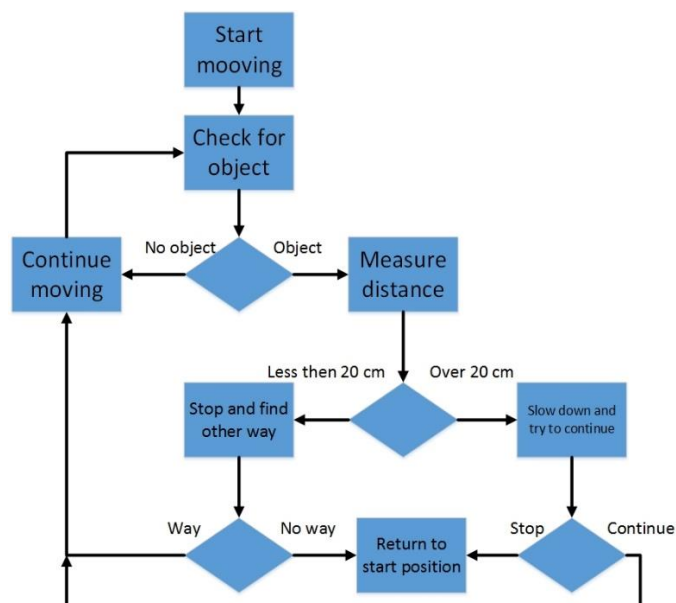 Start
mooving
Check for
object
No object
Object
Continue
moving
Measure
distance
Less then 20 cm
Over 20 cm
Stop and find
other way
Slow down and
try to continue
Way
No way
Return to
start position
Stop
Continue